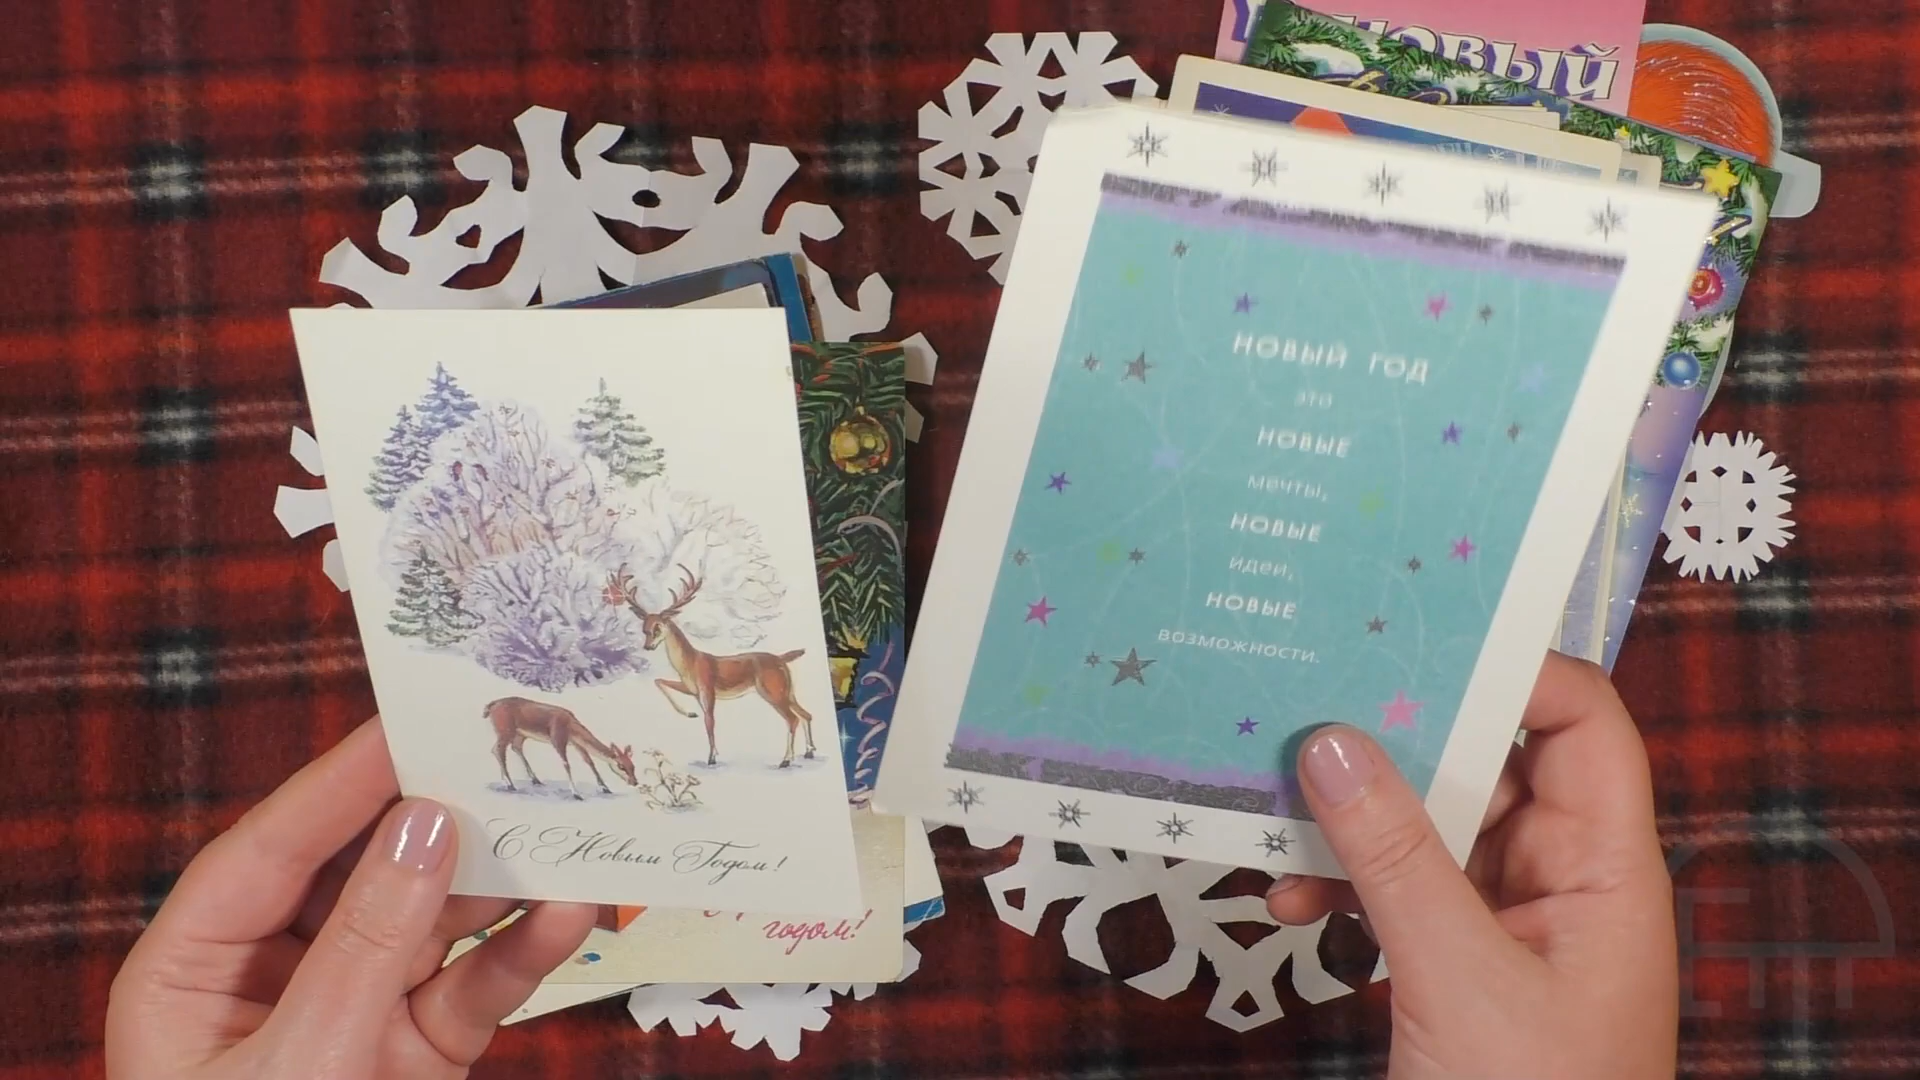 Новый
НОВЫЙ ГОД
это
НОВЫЕ
мечты,
НОВЫЕ
идеи,
НОВЫЕ
возможности.
С Новым Годом!
годом!